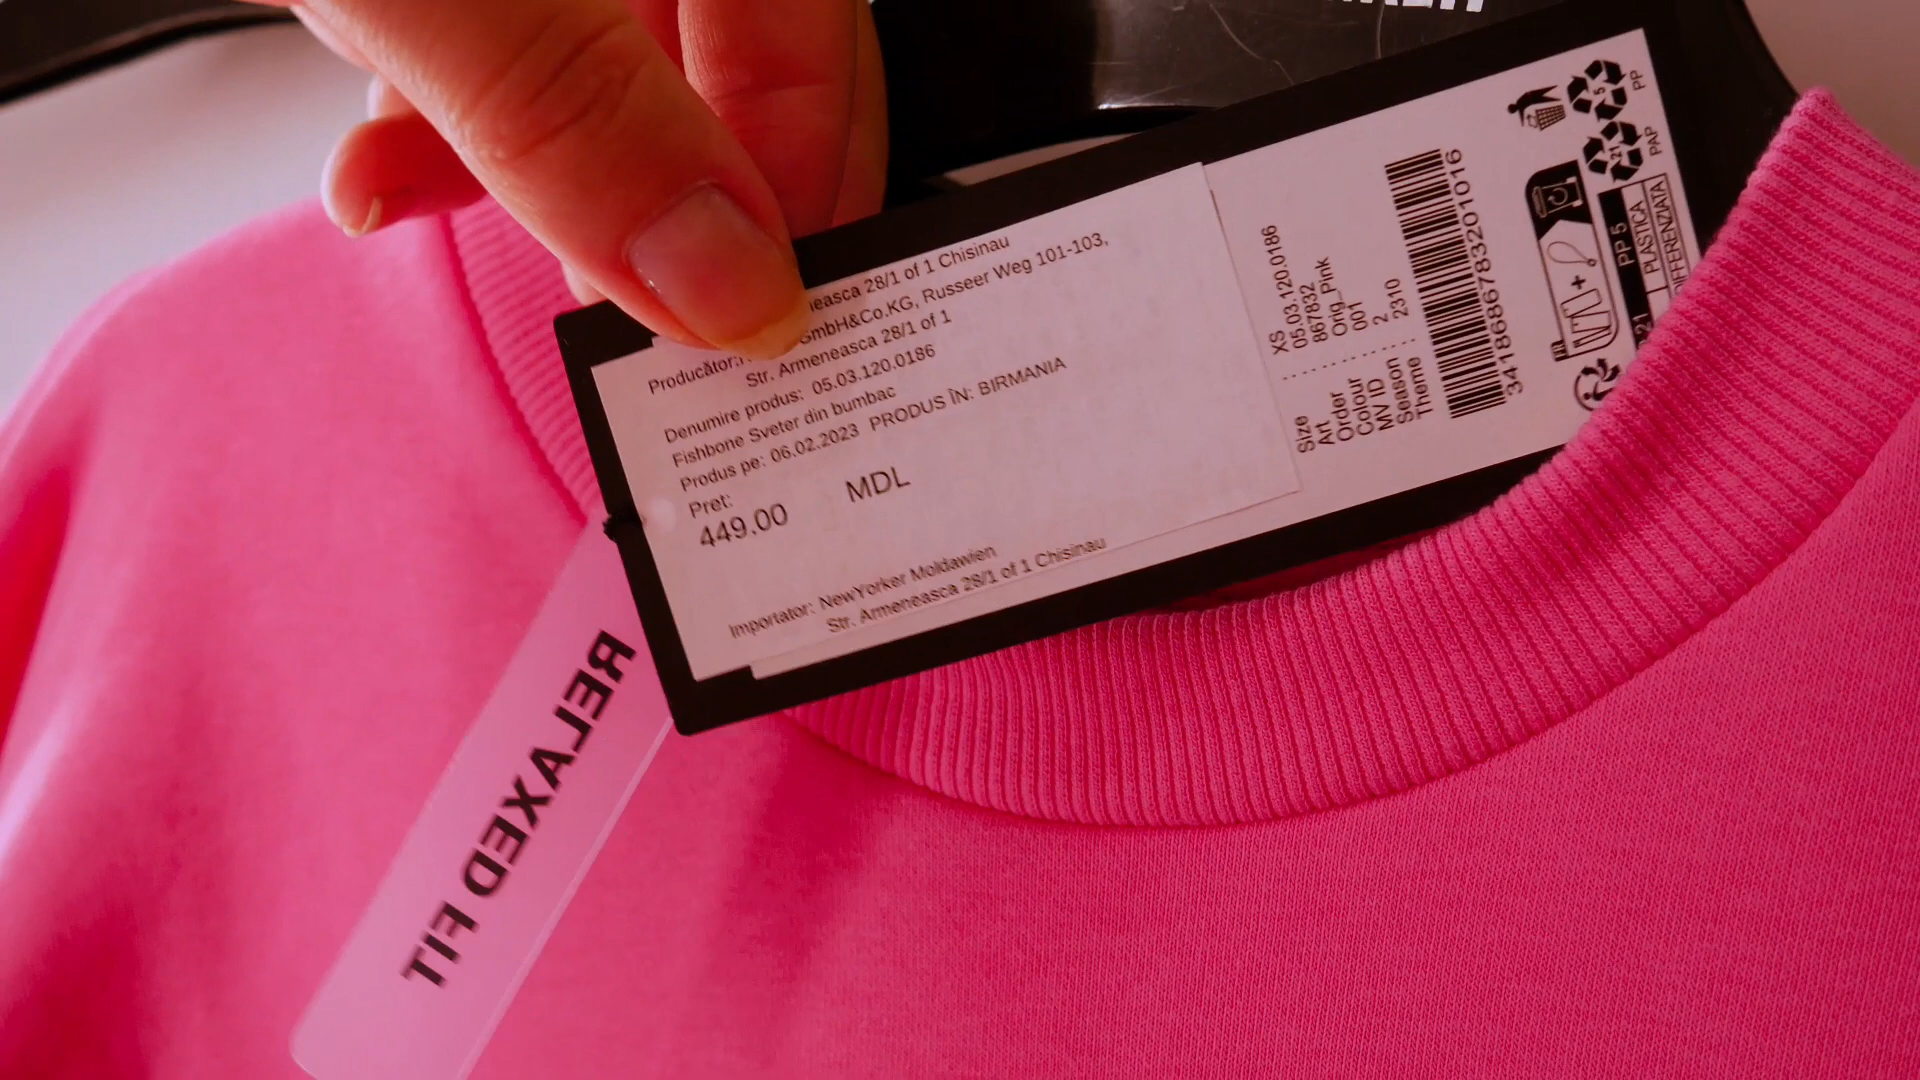 28/1 of 1 Chisinau
Producător: GmbH&Co.KG, Russeer Weg 101-103,
Str. Armeneasca 28/1 of 1
Denumire produs: 05.03.120.0186
Fishbone Sveter din bumbac
Produs pe: 06.02.2023 PRODUS ÎN: BIRMANIA
Pret:
449,00 MDL
Importator: NewYorker Moldawien
Str. Armeneasca 28/1 of 1 Chisinau
Size XS
Art 05.03.120.0186
Order 867832
Colour Orig_Pink
MV ID 001
Season 2
Theme 2310
3418686783201016
5 PP
21 PAP
FR
PP 5
PLASTICA
21
RELAXED FIT